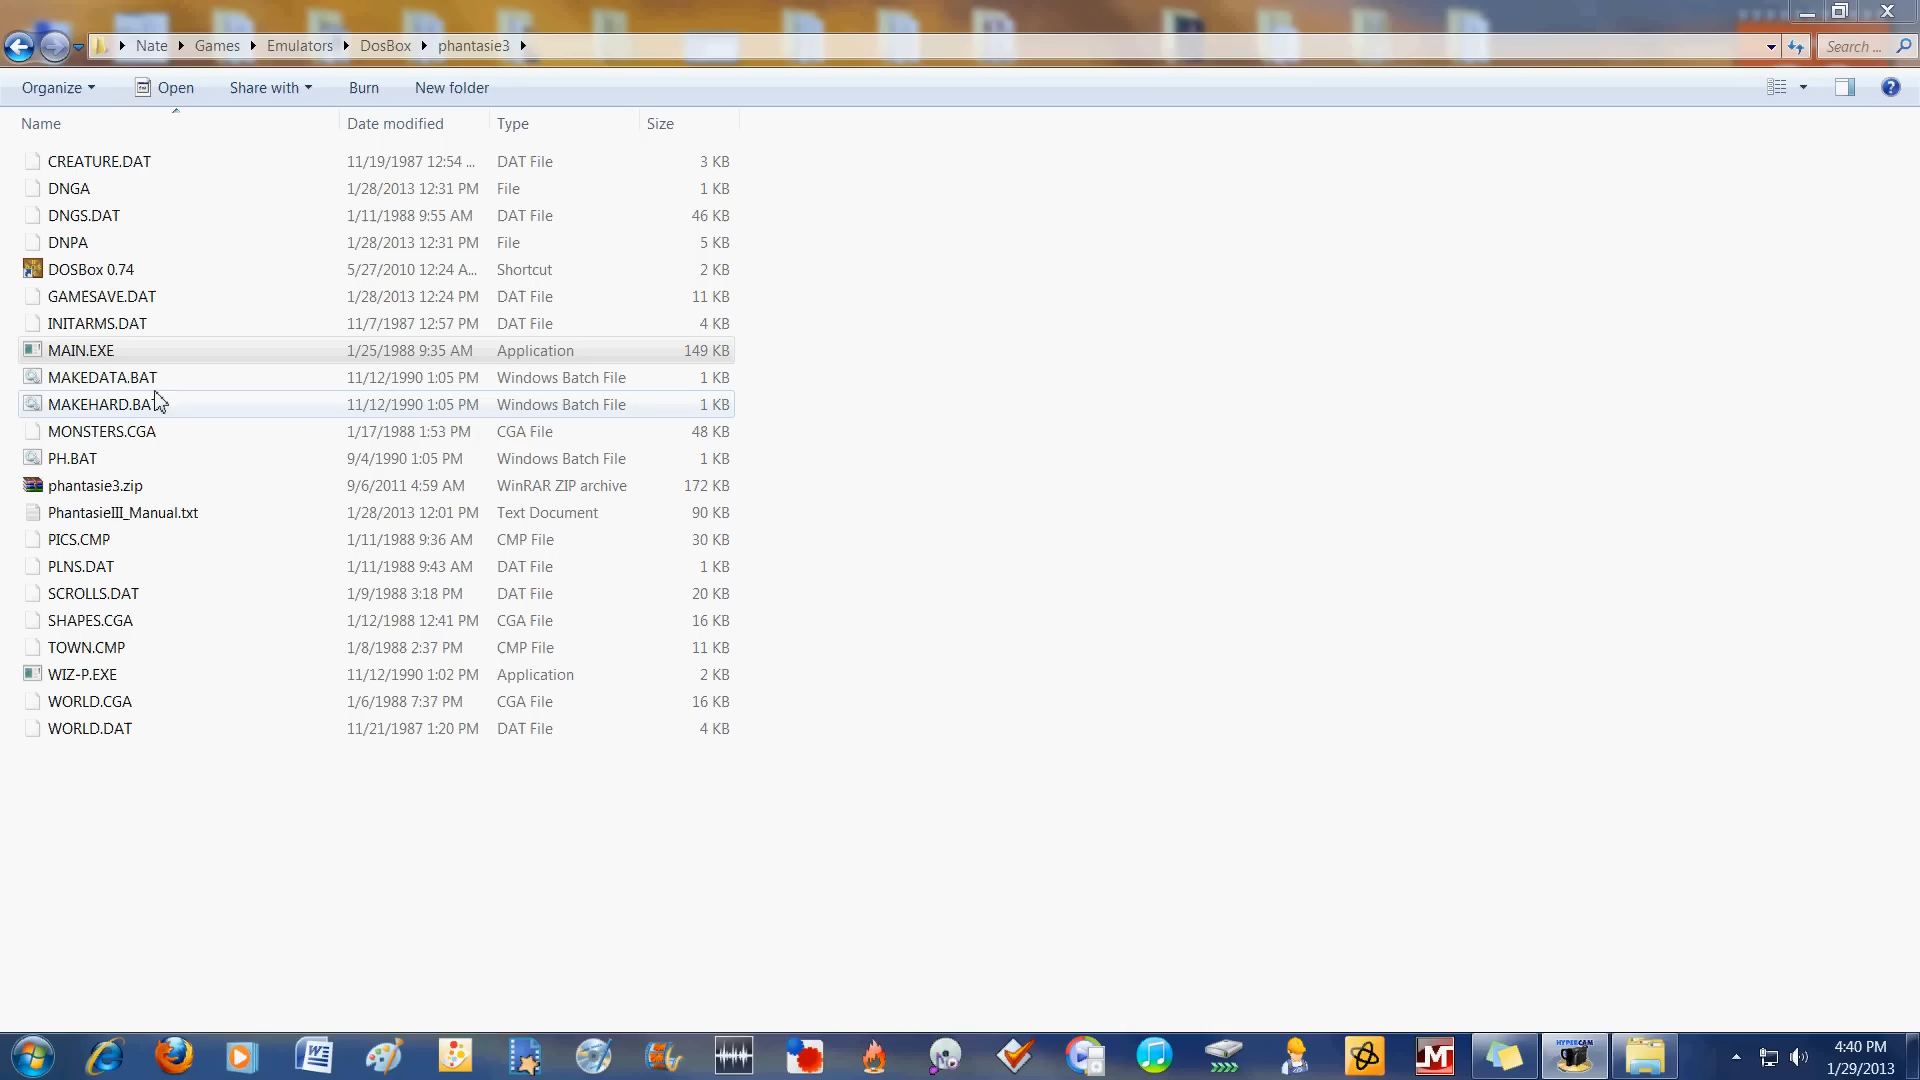 Nate Games Emulators DosBox phantasie3 Search ...
Organize Open Share with Burn New folder
Name Date modified Type Size
CREATURE.DAT 11/19/1987 12:54 ... DAT File 3 KB
DNGA 1/28/2013 12:31 PM File 1 KB
DNGS.DAT 1/11/1988 9:55 AM DAT File 46 KB
DNPA 1/28/2013 12:31 PM File 5 KB
DOSBox 0.74 5/27/2010 12:24 A... Shortcut 2 KB
GAMESAVE.DAT 1/28/2013 12:24 PM DAT File 11 KB
INITARMS.DAT 11/7/1987 12:57 PM DAT File 4 KB
MAIN.EXE 1/25/1988 9:35 AM Application 149 KB
MAKEDATA.BAT 11/12/1990 1:05 PM Windows Batch File 1 KB
MAKEHARD.BAT 11/12/1990 1:05 PM Windows Batch File 1 KB
MONSTERS.CGA 1/17/1988 1:53 PM CGA File 48 KB
PH.BAT 9/4/1990 1:05 PM Windows Batch File 1 KB
phantasie3.zip 9/6/2011 4:59 AM WinRAR ZIP archive 172 KB
PhantasieIII_Manual.txt 1/28/2013 12:01 PM Text Document 90 KB
PICS.CMP 1/11/1988 9:36 AM CMP File 30 KB
PLNS.DAT 1/11/1988 9:43 AM DAT File 1 KB
SCROLLS.DAT 1/9/1988 3:18 PM DAT File 20 KB
SHAPES.CGA 1/12/1988 12:41 PM CGA File 16 KB
TOWN.CMP 1/8/1988 2:37 PM CMP File 11 KB
WIZ-P.EXE 11/12/1990 1:02 PM Application 2 KB
WORLD.CGA 1/6/1988 7:37 PM CGA File 16 KB
WORLD.DAT 11/21/1987 1:20 PM DAT File 4 KB
HYPERCAM
4:40 PM
1/29/2013